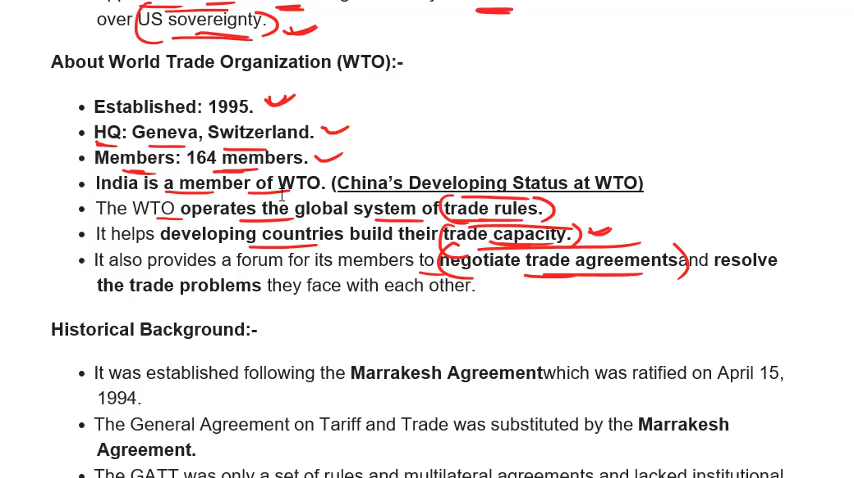 over US sovereignty.
About World Trade Organization (WTO):-
• Established: 1995.
• HQ: Geneva, Switzerland.
• Members: 164 members.
• India is a member of WTO. (China's Developing Status at WTO)
• The WTO operates the global system of trade rules.
• It helps developing countries build their trade capacity.
• It also provides a forum for its members to negotiate trade agreementsand resolve
the trade problems they face with each other.
Historical Background:-
• It was established following the Marrakesh Agreementwhich was ratified on April 15,
1994.
• The General Agreement on Tariff and Trade was substituted by the Marrakesh
Agreement.
• The GATT was only a set of rules and multilateral agreements and lacked institutional